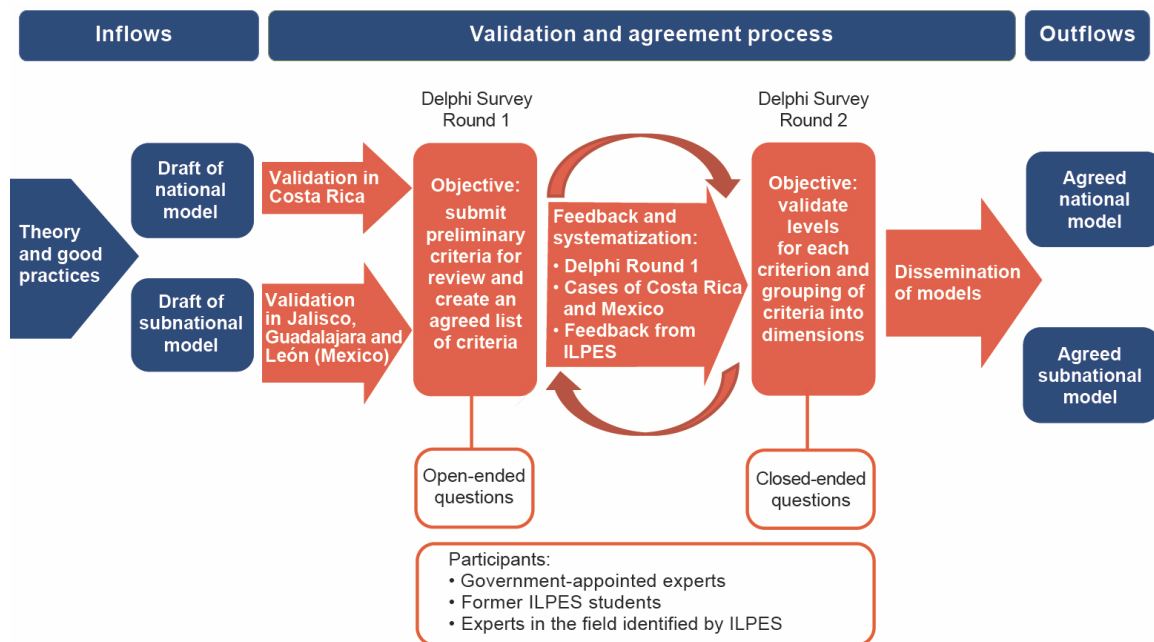 Inflows
Validation and agreement process
Outflows
Theory
and good
practices
Draft of
national
model
Draft of
subnational
model
Validation in
Costa Rica
Validation
in Jalisco,
Guadalajara and
León (Mexico)
Delphi Survey
Round 1
Objective:
submit
preliminary
criteria for
review and
create an
agreed list
of criteria
Open-ended
questions
Feedback and
systematization:
• Delphi Round 1
• Cases of Costa Rica
and Mexico
• Feedback from
ILPES
Delphi Survey
Round 2
Objective:
validate
levels
for each
criterion and
grouping of
criteria into
dimensions
Closed-ended
questions
Dissemination
of models
Agreed
national
model
Agreed
subnational
model
Participants:
• Government-appointed experts
• Former ILPES students
• Experts in the field identified by ILPES